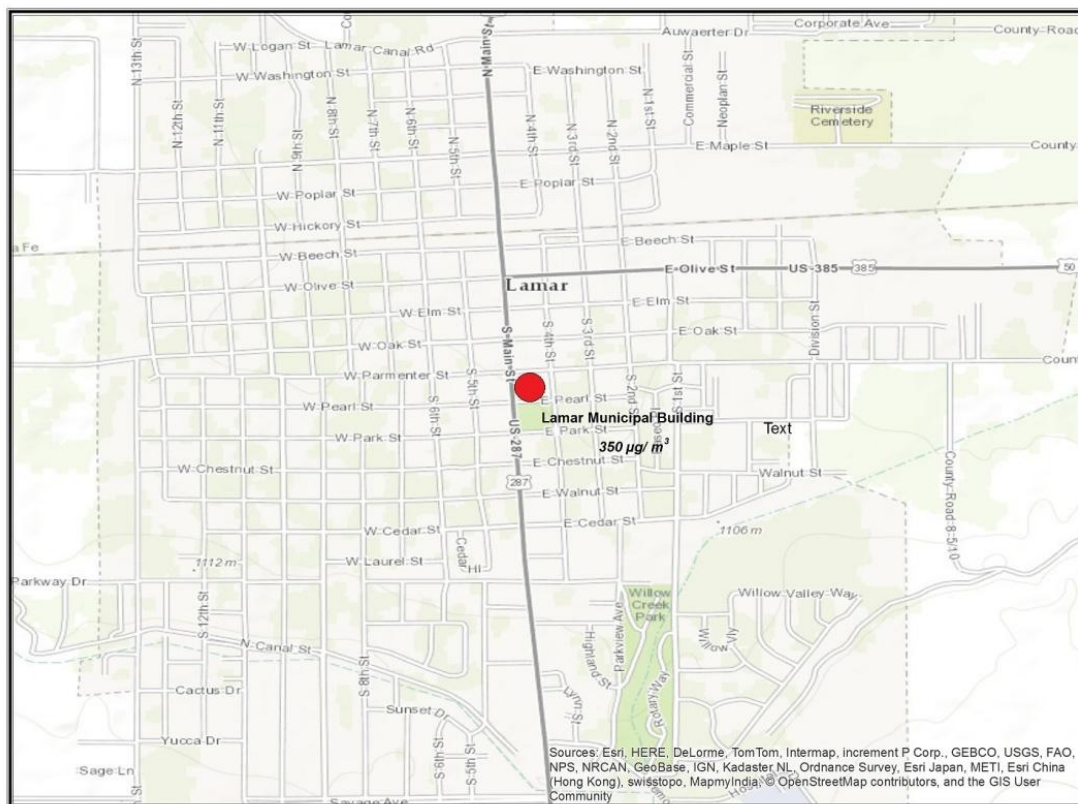 Corporate Ave
Auwaerter Dr
County Road
W Logan St
Lamar Canal Rd
N Main St
N 13th St
W Washington St
E Washington St
N 12th St
N 11th St
N 9th St
N 8th St
N 7th St
N 6th St
N 5th St
N 4th St
N 3rd St
N 2nd St
N 1st St
Commercial St
Neoplan St
Riverside
Cemetery
E Maple St
W Poplar St
E Poplar St
W Hickory St
a Fe
W Beech St
E Beech St
E Olive St
US-385
385
50
W Olive St
Lamar
W Elm St
E Elm St
W Oak St
E Oak St
Division St
S Main St
S 4th St
S 3rd St
W Parmenter St
S 5th St
S 6th St
S 2nd St
S 1st St
W Pearl St
E Pearl St
Lamar Municipal Building
350 µg/ m³
Text
W Park St
E Park St
US-287
W Chestnut St
E Chestnut St
287
Walnut St
E Walnut St
County Road 8-5/10
W Cedar St
E Cedar St
1106 m
Cedar
Hl
1112 m
W Laurel St
Parkway Dr
Willow
Creek
Park
Willow Valley Way
Willow Vly
S 12th St
N Canal St
Highland St
Parkview Ave
Rotary Way
S 8th St
Cactus Dr
Sunset Dr
Lynn St
Yucca Dr
S 6th St
S 5th St
Sage Ln
Savage Ave
Sources: Esri, HERE, DeLorme, TomTom, Intermap, increment P Corp., GEBCO, USGS, FAO,
NPS, NRCAN, GeoBase, IGN, Kadaster NL, Ordnance Survey, Esri Japan, METI, Esri China
(Hong Kong), swisstopo, MapmyIndia, © OpenStreetMap contributors, and the GIS User
Community